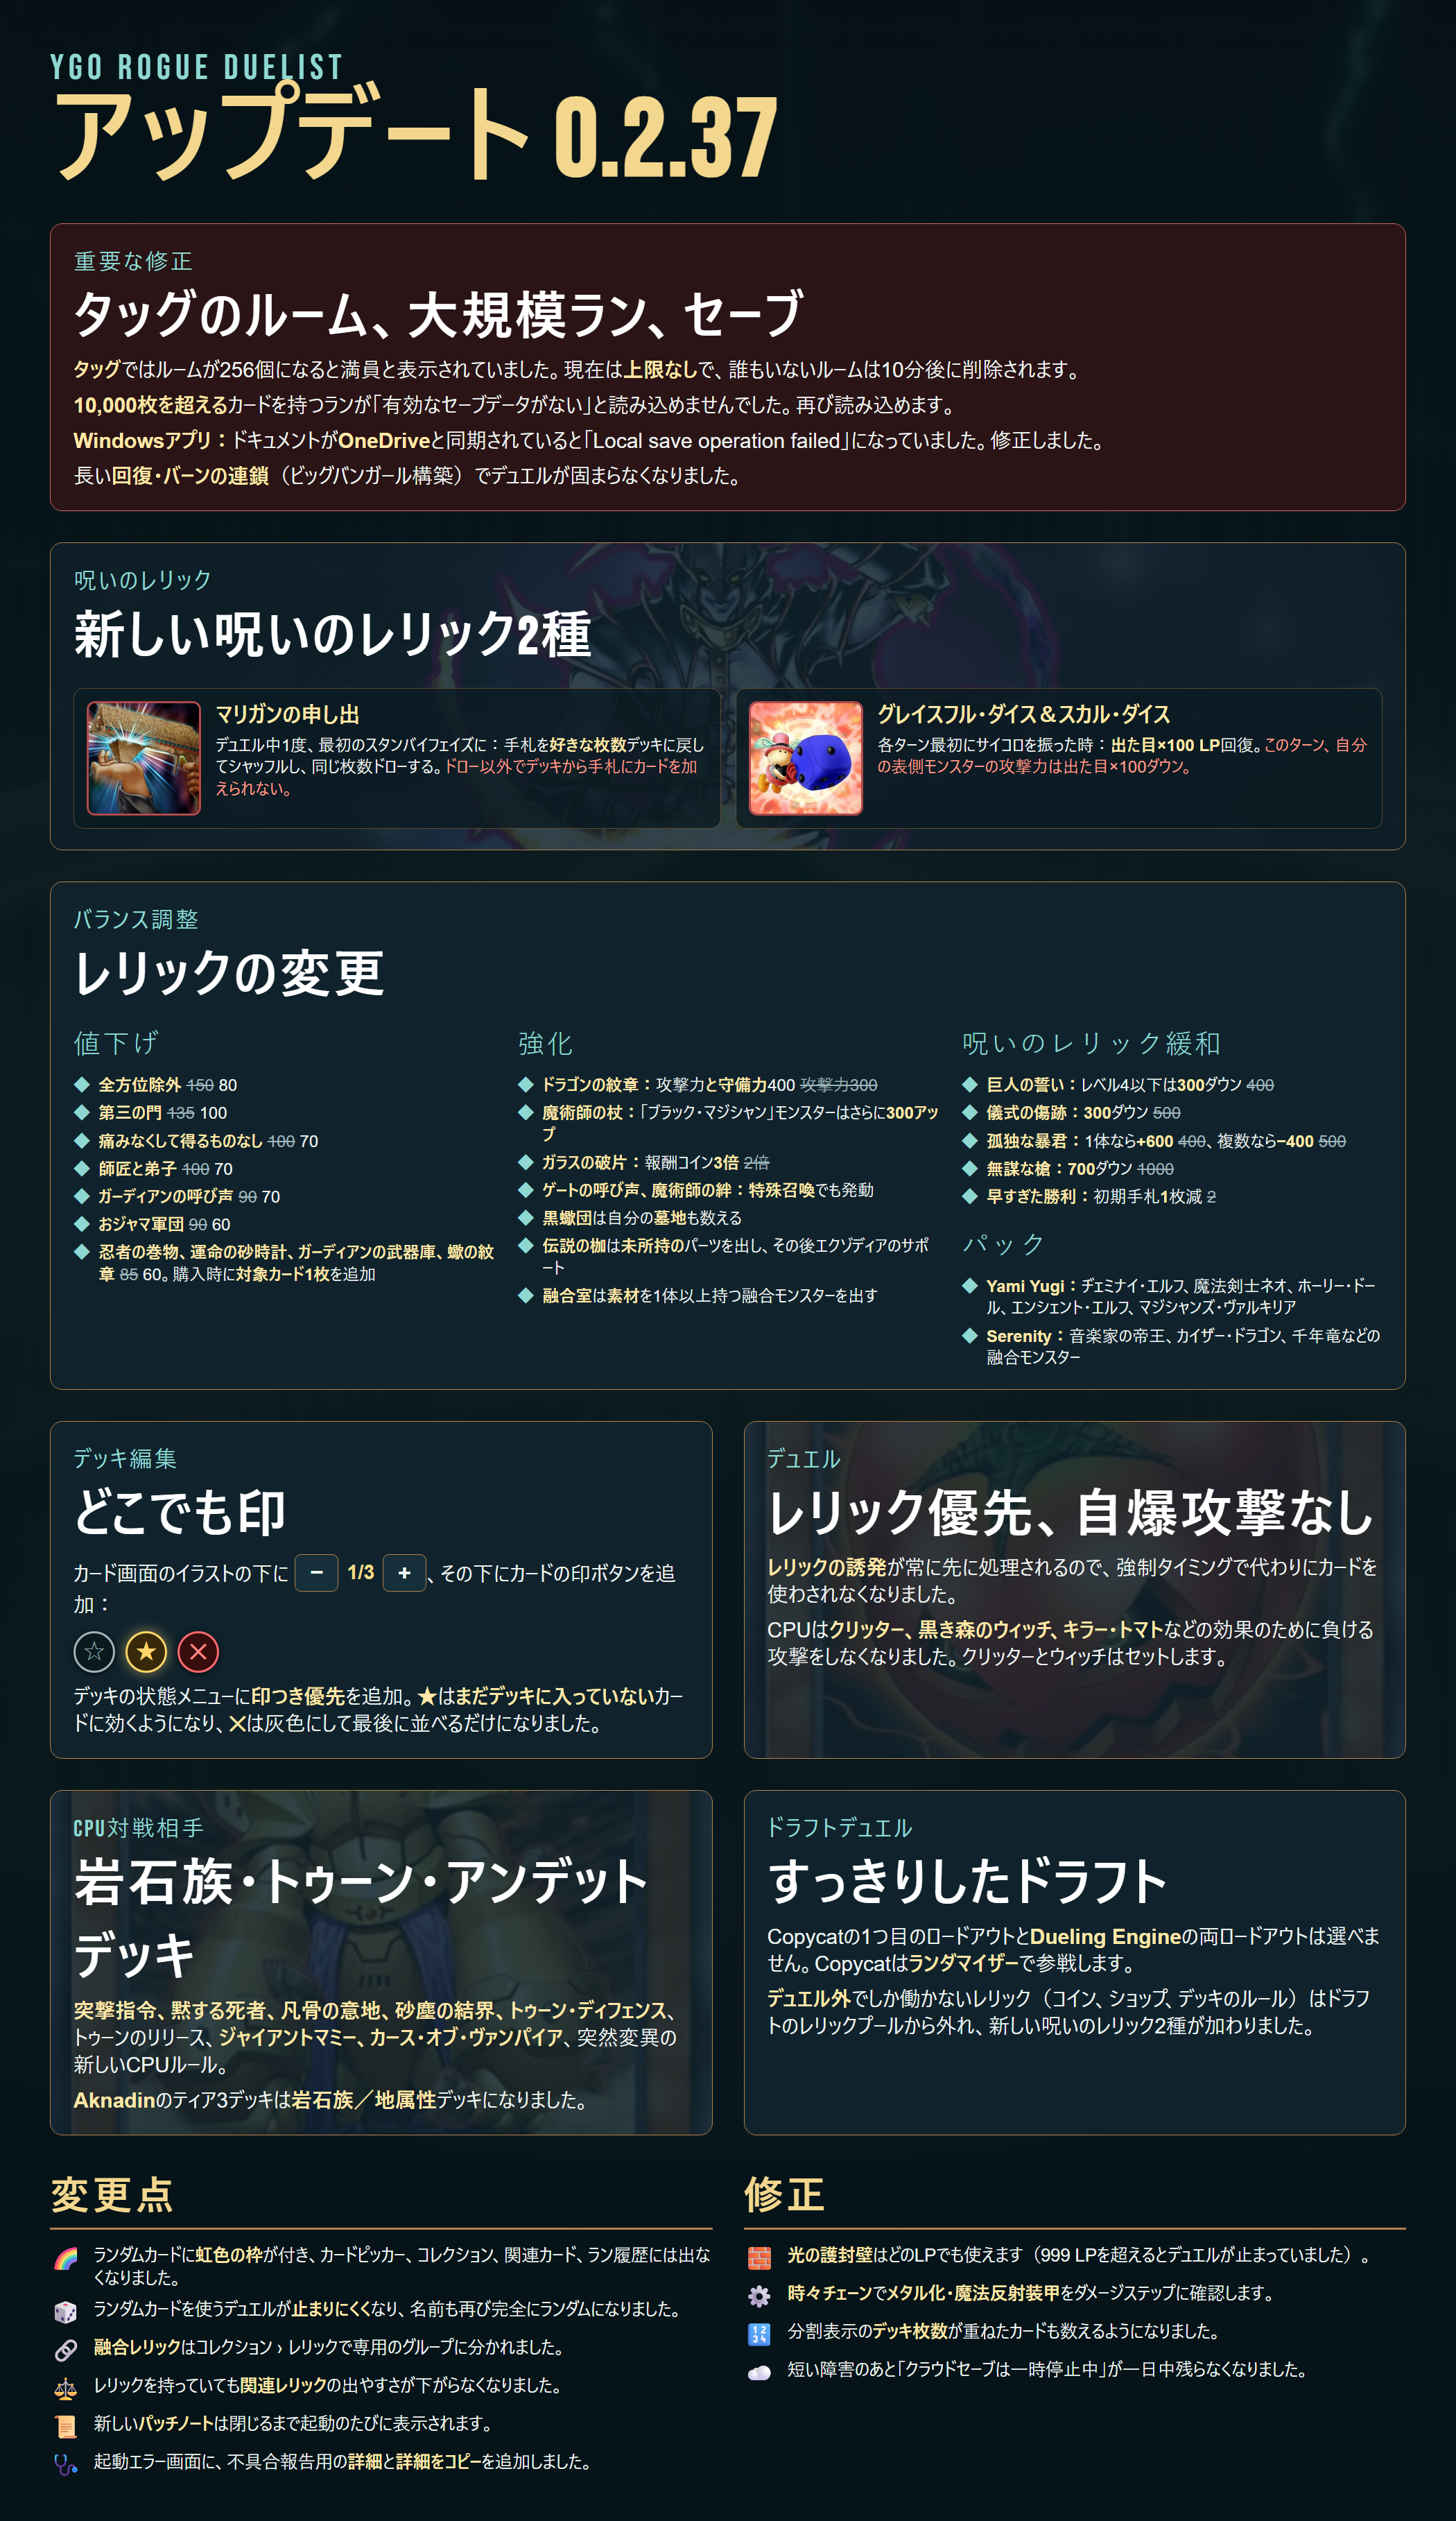 YGO ROGUE DUELIST
アップデート 0.2.37
重要な修正
タッグのルーム、大規模ラン、セーブ
タッグではルームが256個になると満員と表示されていました。現在は上限なしで、誰もいないルームは10分後に削除されます。
10,000枚を超えるカードを持つランが「有効なセーブデータがない」と読み込めませんでした。再び読み込めます。
Windowsアプリ：ドキュメントがOneDriveと同期されていると「Local save operation failed」になっていました。修正しました。
長い回復・バーンの連鎖（ビッグバンガール構築）でデュエルが固まらなくなりました。
呪いのレリック
新しい呪いのレリック2種
マリガンの申し出
デュエル中1度、最初のスタンバイフェイズに：手札を好きな枚数デッキに戻し
てシャッフルし、同じ枚数ドローする。ドロー以外でデッキから手札にカードを加
えられない。
グレイスフル・ダイス＆スカル・ダイス
各ターン最初にサイコロを振った時：出た目×100 LP回復。このターン、自分
の表側モンスターの攻撃力は出た目×100ダウン。
バランス調整
レリックの変更
値下げ
全方位除外 150 80
第三の門 135 100
痛みなくして得るものなし 100 70
師匠と弟子 100 70
ガーディアンの呼び声 90 70
おジャマ軍団 90 60
忍者の巻物、運命の砂時計、ガーディアンの武器庫、蠍の紋
章 85 60。購入時に対象カード1枚を追加
強化
ドラゴンの紋章：攻撃力と守備力400 攻撃力300
魔術師の杖：「ブラック・マジシャン」モンスターはさらに300アッ
プ
ガラスの破片：報酬コイン3倍 2倍
ゲートの呼び声、魔術師の絆：特殊召喚でも発動
黒蠍団は自分の墓地も数える
伝説の枷は未所持のパーツを出し、その後エクゾディアのサポ
ート
融合室は素材を1体以上持つ融合モンスターを出す
呪いのレリック緩和
巨人の誓い：レベル4以下は300ダウン 400
儀式の傷跡：300ダウン 500
孤独な暴君：1体なら+600 400、複数なら−400 500
無謀な槍：700ダウン 1000
早すぎた勝利：初期手札1枚減 2
パック
Yami Yugi：ヂェミナイ・エルフ、魔法剣士ネオ、ホーリー・ドー
ル、エンシェント・エルフ、マジシャンズ・ヴァルキリア
Serenity：音楽家の帝王、カイザー・ドラゴン、千年竜などの
融合モンスター
デッキ編集
どこでも印
カード画面のイラストの下に − 1/3 + 、その下にカードの印ボタンを追
加：
☆ ★ ✕
デッキの状態メニューに印つき優先を追加。★はまだデッキに入っていないカー
ドに効くようになり、✕は灰色にして最後に並べるだけになりました。
デュエル
レリック優先、自爆攻撃なし
レリックの誘発が常に先に処理されるので、強制タイミングで代わりにカードを
使わされなくなりました。
CPUはクリッター、黒き森のウィッチ、キラー・トマトなどの効果のために負ける
攻撃をしなくなりました。クリッターとウィッチはセットします。
CPU対戦相手
岩石族・トゥーン・アンデット
デッキ
突撃指令、黙する死者、凡骨の意地、砂塵の結界、トゥーン・ディフェンス、
トゥーンのリリース、ジャイアントマミー、カース・オブ・ヴァンパイア、突然変異の
新しいCPUルール。
Aknadinのティア3デッキは岩石族／地属性デッキになりました。
ドラフトデュエル
すっきりしたドラフト
Copycatの1つ目のロードアウトとDueling Engineの両ロードアウトは選べま
せん。Copycatはランダマイザーで参戦します。
デュエル外でしか働かないレリック（コイン、ショップ、デッキのルール）はドラフ
トのレリックプールから外れ、新しい呪いのレリック2種が加わりました。
変更点
ランダムカードに虹色の枠が付き、カードピッカー、コレクション、関連カード、ラン履歴には出な
くなりました。
ランダムカードを使うデュエルが止まりにくくなり、名前も再び完全にランダムになりました。
融合レリックはコレクション › レリックで専用のグループに分かれました。
レリックを持っていても関連レリックの出やすさが下がらなくなりました。
新しいパッチノートは閉じるまで起動のたびに表示されます。
起動エラー画面に、不具合報告用の詳細と詳細をコピーを追加しました。
修正
光の護封壁はどのLPでも使えます（999 LPを超えるとデュエルが止まっていました）。
時々チェーンでメタル化・魔法反射装甲をダメージステップに確認します。
分割表示のデッキ枚数が重ねたカードも数えるようになりました。
短い障害のあと「クラウドセーブは一時停止中」が一日中残らなくなりました。